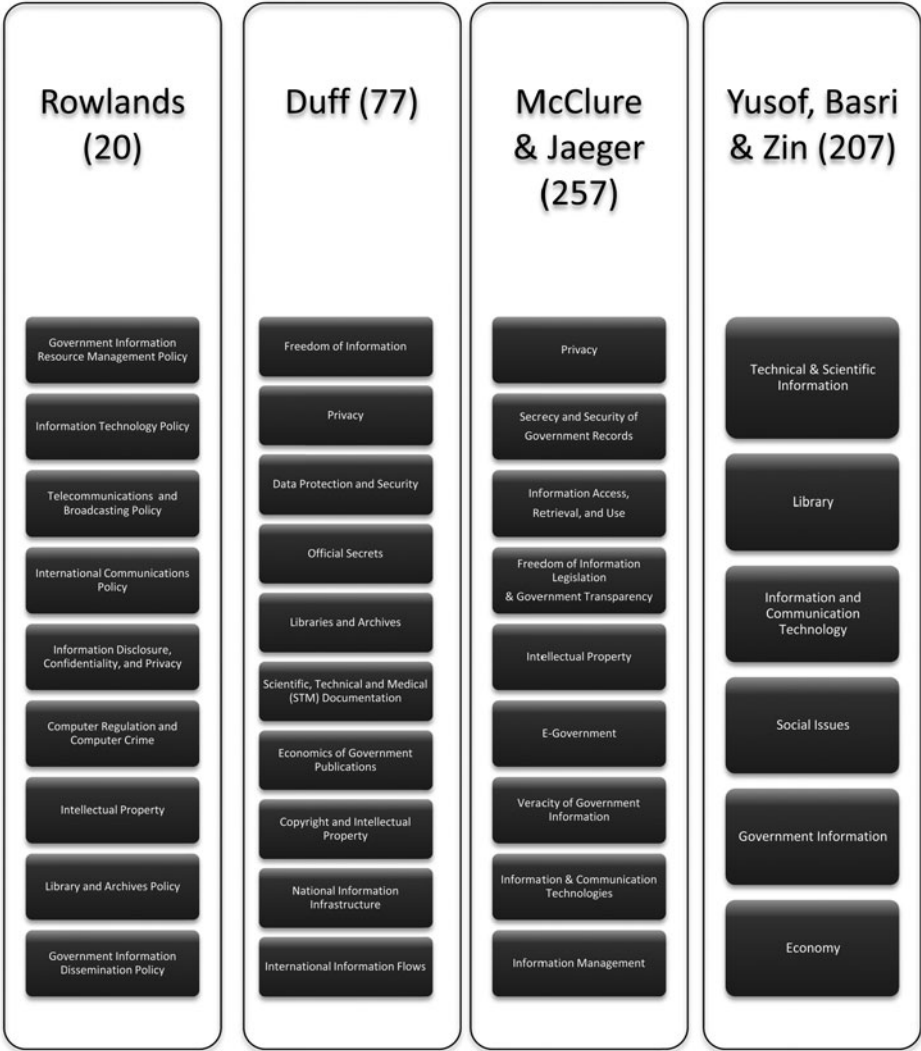 Rowlands
(20)
Government Information
Resource Management Policy
Information Technology Policy
Telecommunications and
Broadcasting Policy
International Communications
Policy
Information Disclosure,
Confidentiality, and Privacy
Computer Regulation and
Computer Crime
Intellectual Property
Library and Archives Policy
Government Information
Dissemination Policy
Duff (77)
Freedom of Information
Privacy
Data Protection and Security
Official Secrets
Libraries and Archives
Scientific, Technical and Medical
(STM) Documentation
Economics of Government
Publications
Copyright and Intellectual
Property
National Information
Infrastructure
International Information Flows
McClure
& Jaeger
(257)
Privacy
Secrecy and Security of
Government Records
Information Access,
Retrieval, and Use
Freedom of Information
Legislation
& Government Transparency
Intellectual Property
E-Government
Veracity of Government
Information
Information & Communication
Technologies
Information Management
Yusof, Basri
& Zin (207)
Technical & Scientific
Information
Library
Information and
Communication
Technology
Social Issues
Government Information
Economy